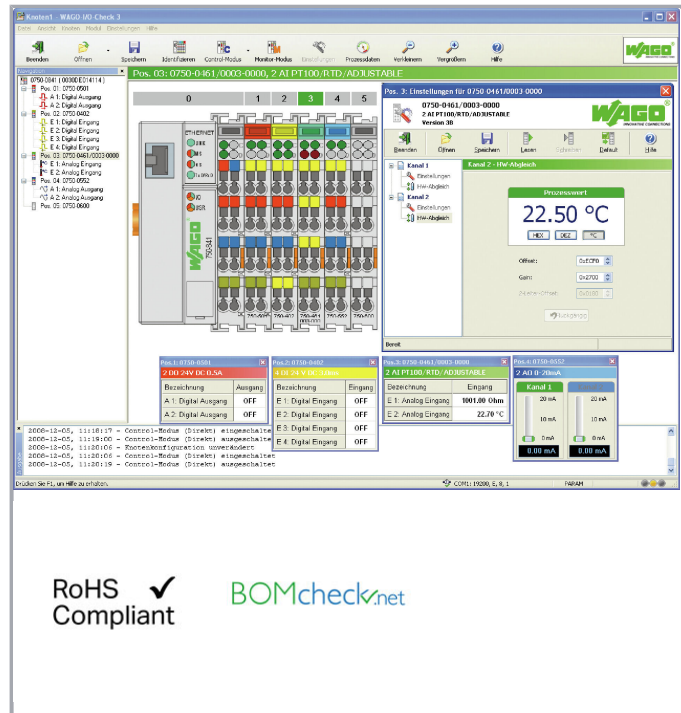 Knoten1 - WAGO I/O Check 3
Datei Ansicht Knoten Modul Einstellungen Hilfe
Beenden Öffnen Speichern Identifizieren Control-Modus Monitor-Modus Einstellungen Prozessdaten Verkleinern Vergrößern Hilfe
WAGO
INNOVATIVE CONNECTIONS
Navigation
Pos. 03: 0750-0461/0003-0000, 2 AI PT100/RTD/ADJUSTABLE
0750-0841 ( 0030DE014114 )
Pos. 01: 0750-0501
A 1: Digital Ausgang
A 2: Digital Ausgang
Pos. 02: 0750-0402
E 1: Digital Eingang
E 2: Digital Eingang
E 3: Digital Eingang
E 4: Digital Eingang
Pos. 03: 0750-0461/0003-0000
E 1: Analog Eingang
E 2: Analog Eingang
Pos. 04: 0750-0552
A 1: Analog Ausgang
A 2: Analog Ausgang
Pos. 05: 0750-0600
0 1 2 3 4 5
ETHERNET
LINK
MS
NS
I/O
USR
WAGO
750-841
Pos. 3: Einstellungen für 0750-0461/0003-0000
0750-0461/0003-0000
2 AI PT100/RTD/ADJUSTABLE
Version 3B
WAGO
INNOVATIVE CONNECTIONS
Beenden Öffnen Speichern Lesen Schreiben Default Hilfe
Kanal 1
Einstellungen
HW-Abgleich
Kanal 2
Einstellungen
HW-Abgleich
Kanal 2 - HW-Abgleich
Prozesswert
22.50 °C
HEX DEZ °C
Offset: 0xECF0
Gain: 0x2700
Bereit
Pos.1: 0750-0501
2 DO 24V DC 0.5A
Bezeichnung Ausgang
A 1: Digital Ausgang OFF
A 2: Digital Ausgang OFF
Pos.2: 0750-0402
Bezeichnung Eingang
E 1: Digital Eingang OFF
E 2: Digital Eingang OFF
E 3: Digital Eingang OFF
E 4: Digital Eingang OFF
Pos.3: 0750-0461/0003-0000
2 AI PT100/RTD/ADJUSTABLE
Bezeichnung Eingang
E 1: Analog Eingang 1001.00 Ohm
E 2: Analog Eingang 22.70 °C
Pos.4: 0750-0552
2 AO 0-20mA
Kanal 1
20 mA 20 mA
10 mA 10 mA
0 mA 0 mA
0.00 mA 0.00 mA
2008-12-05, 11:18:17 - Control-Modus (Direkt) eingeschaltet
2008-12-05, 11:19:00 - Control-Modus (Direkt) ausgeschaltet
2008-12-05, 11:20:06 - Knotenkonfiguration unverändert
2008-12-05, 11:20:06 - Control-Modus (Direkt) eingeschaltet
2008-12-05, 11:20:19 - Control-Modus (Direkt) ausgeschaltet
Drücken Sie F1, um Hilfe zu erhalten.
COM1: 19200, E, 8, 1
PARAM
RoHS
Compliant
BOMcheck.net